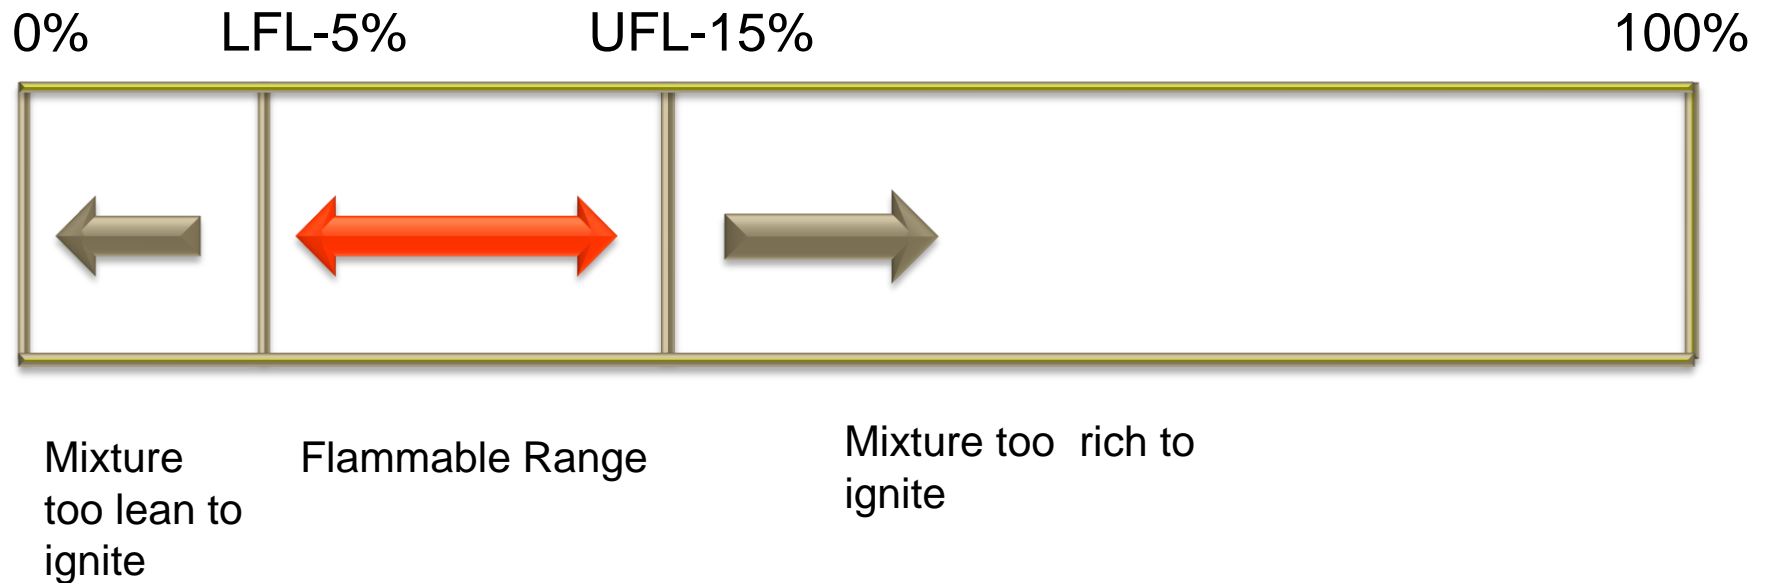 0% LFL-5% UFL-15% 100%
Mixture
too lean to
ignite
Flammable Range
Mixture too  rich to
ignite